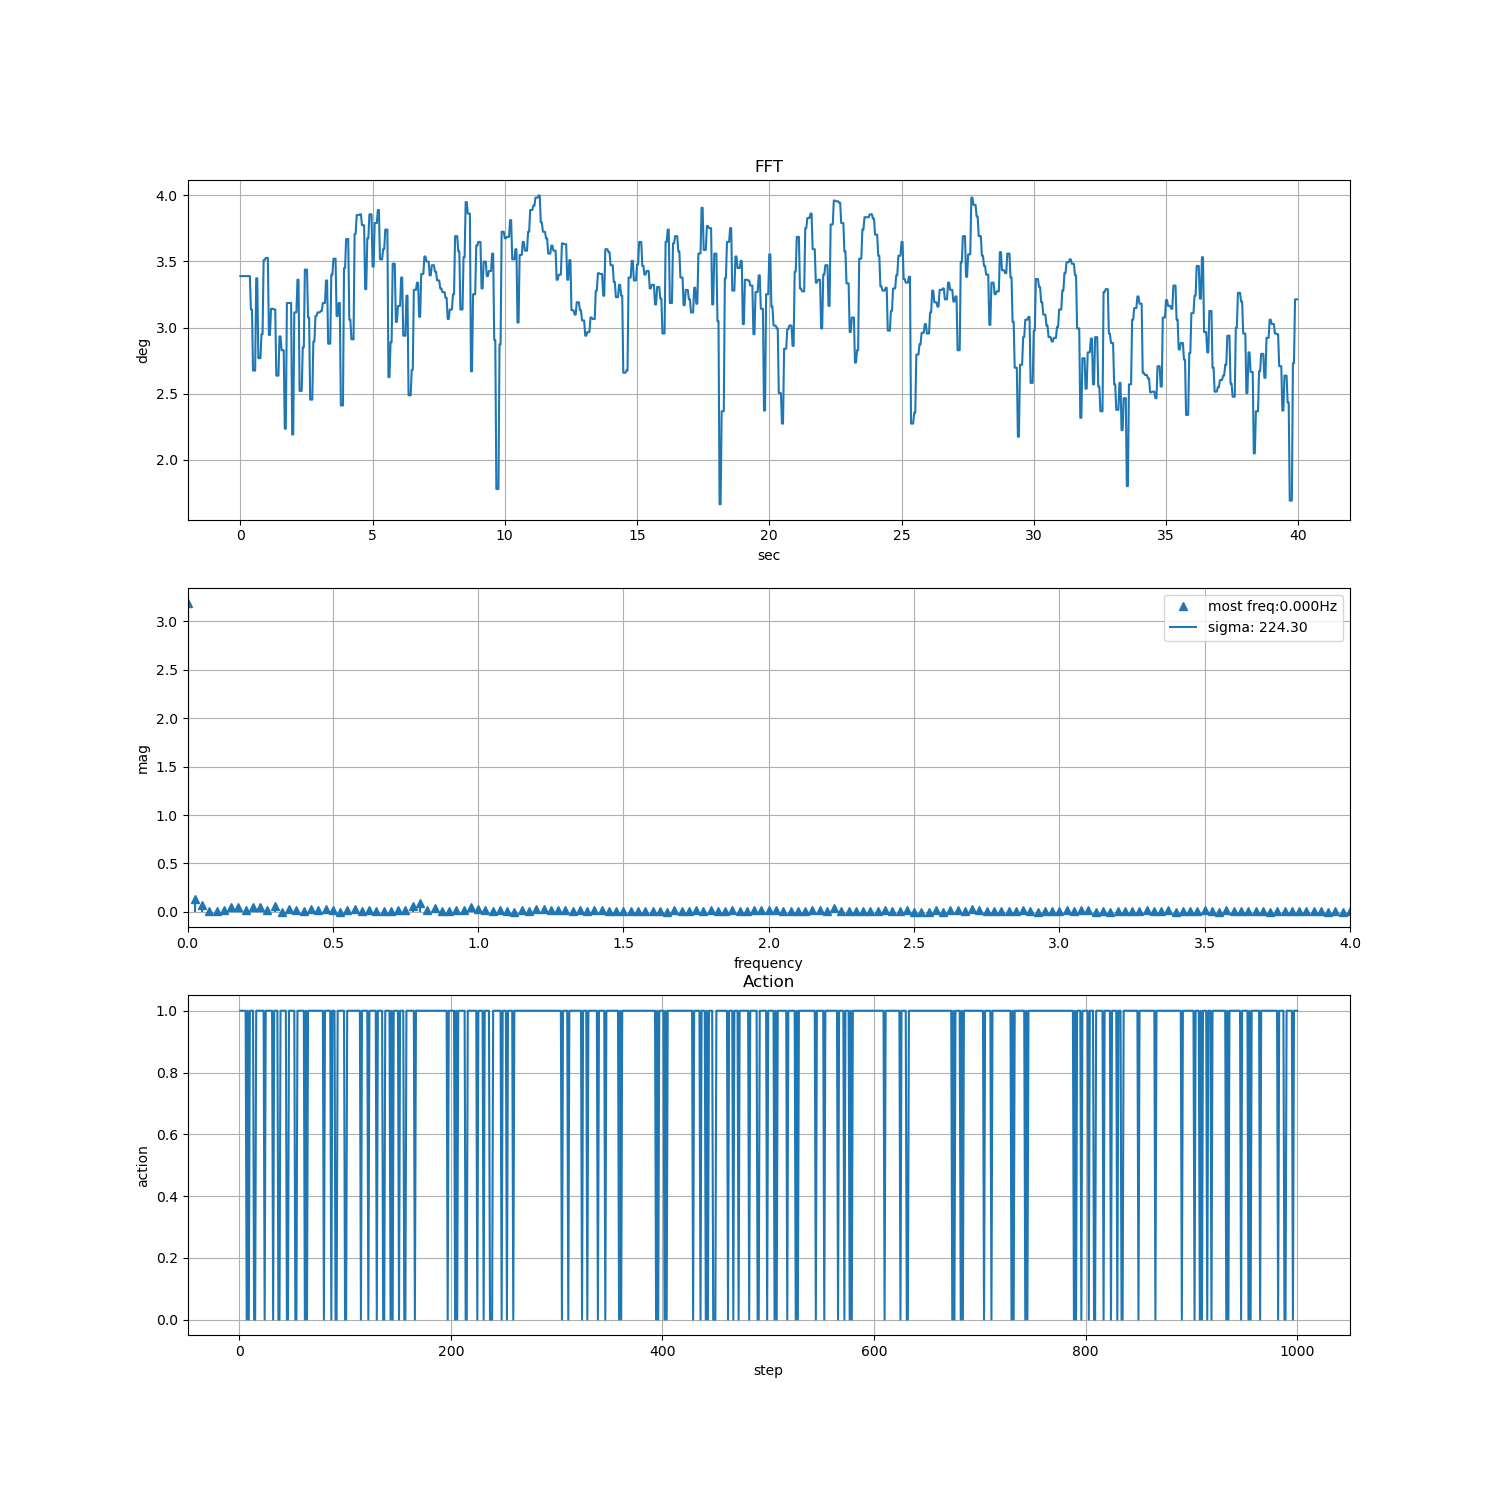 FFT
4.0
3.5
3.0
2.5
2.0
deg
0 5 10 15 20 25 30 35 40
sec
most freq:0.000Hz
sigma: 224.30
3.0
2.5
2.0
1.5
1.0
0.5
0.0
mag
0.0 0.5 1.0 1.5 2.0 2.5 3.0 3.5 4.0
frequency
Action
1.0
0.8
0.6
0.4
0.2
0.0
action
0 200 400 600 800 1000
step